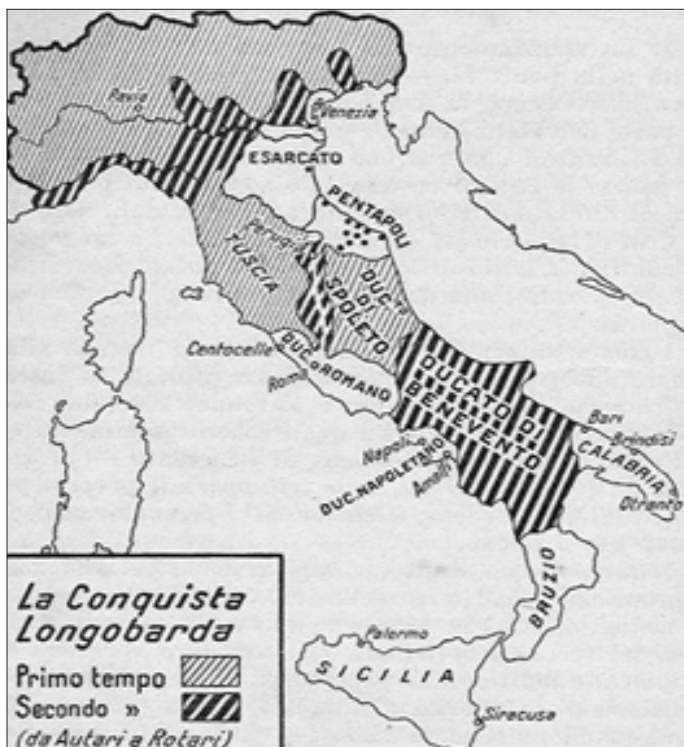 Pavia
Venezia
ESARCATO
PENTAPOLI
Perugia
TUSCIA
DUC. DI
SPOLETO
Centocelle
Roma
DUC. ROMANO
DUCATO DI
BENEVENTO
Napoli
Amalfi
DUC. NAPOLETANO
Bari
Brindisi
CALABRIA
Otranto
BRUZIO
Palermo
SICILIA
Siracusa
La Conquista
Longobarda
Primo tempo
Secondo »
(da Autari a Rotari)